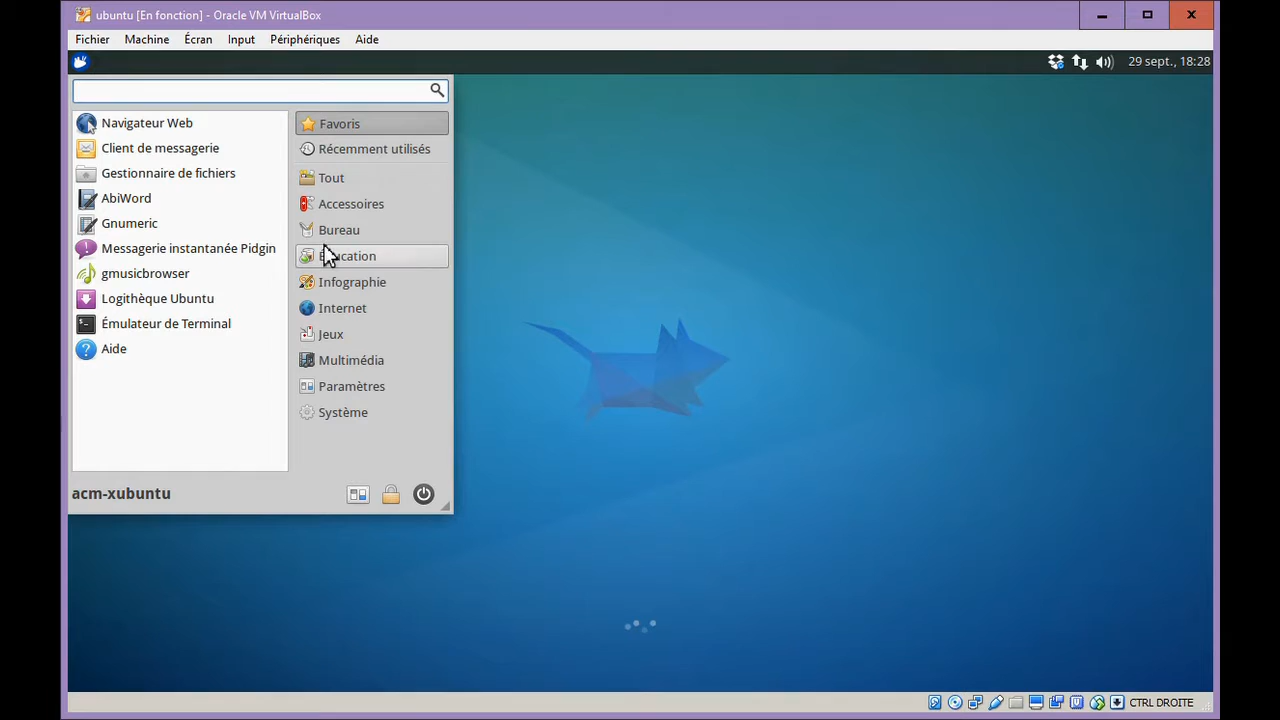 ubuntu [En fonction] - Oracle VM VirtualBox
Fichier Machine Écran Input Périphériques Aide
29 sept., 18:28
Navigateur Web
Client de messagerie
Gestionnaire de fichiers
AbiWord
Gnumeric
Messagerie instantanée Pidgin
gmusicbrowser
Logithèque Ubuntu
Émulateur de Terminal
Aide
Favoris
Récemment utilisés
Tout
Accessoires
Bureau
Éducation
Infographie
Internet
Jeux
Multimédia
Paramètres
Système
acm-xubuntu
CTRL DROITE